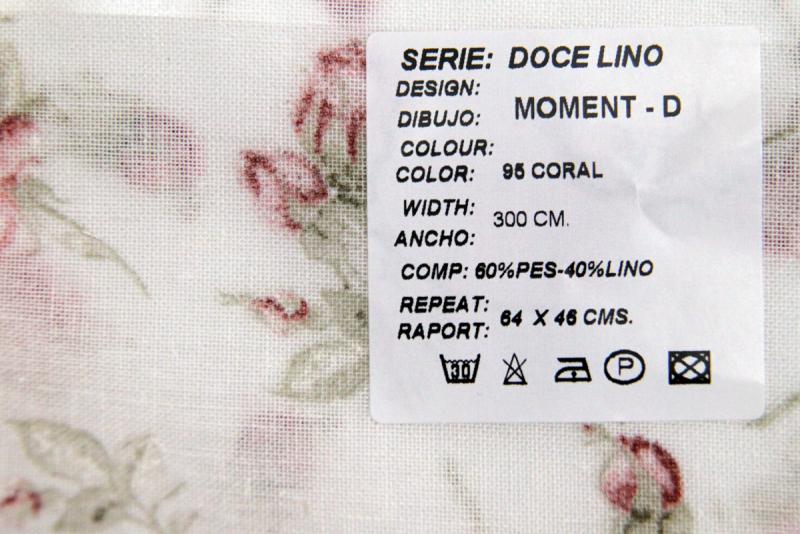 SERIE: DOCE LINO
DESIGN:
DIBUJO: MOMENT - D
COLOUR:
COLOR: 95 CORAL
WIDTH: 300 CM.
ANCHO:
COMP: 60%PES-40%LINO
REPEAT: 64 X 46 CMS.
RAPORT:
30 P